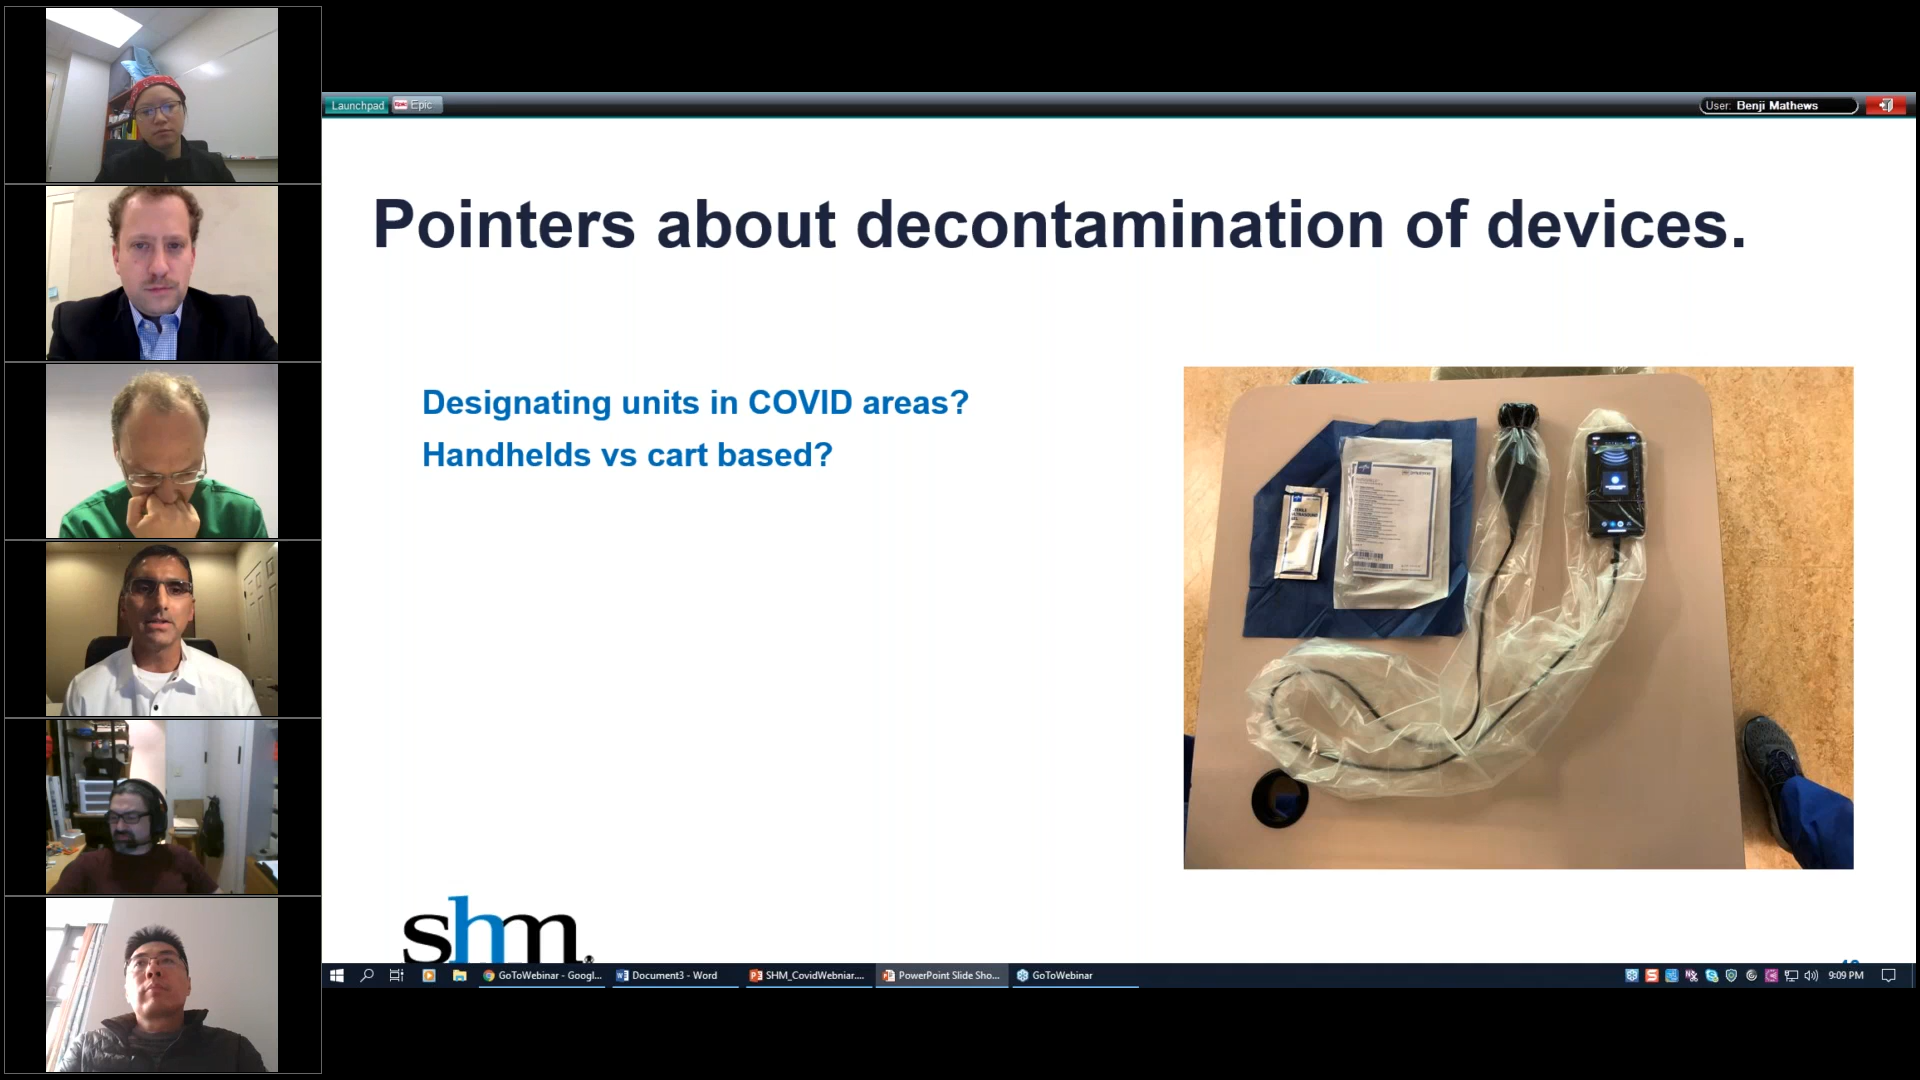 Launchpad
Epic Epic
User: Benji Mathews
Pointers about decontamination of devices.
Designating units in COVID areas?
Handhelds vs cart based?
shm
GoToWebinar - Googl...
Document3 - Word
SHM_CovidWebniar....
PowerPoint Slide Sho...
GoToWebinar
9:09 PM